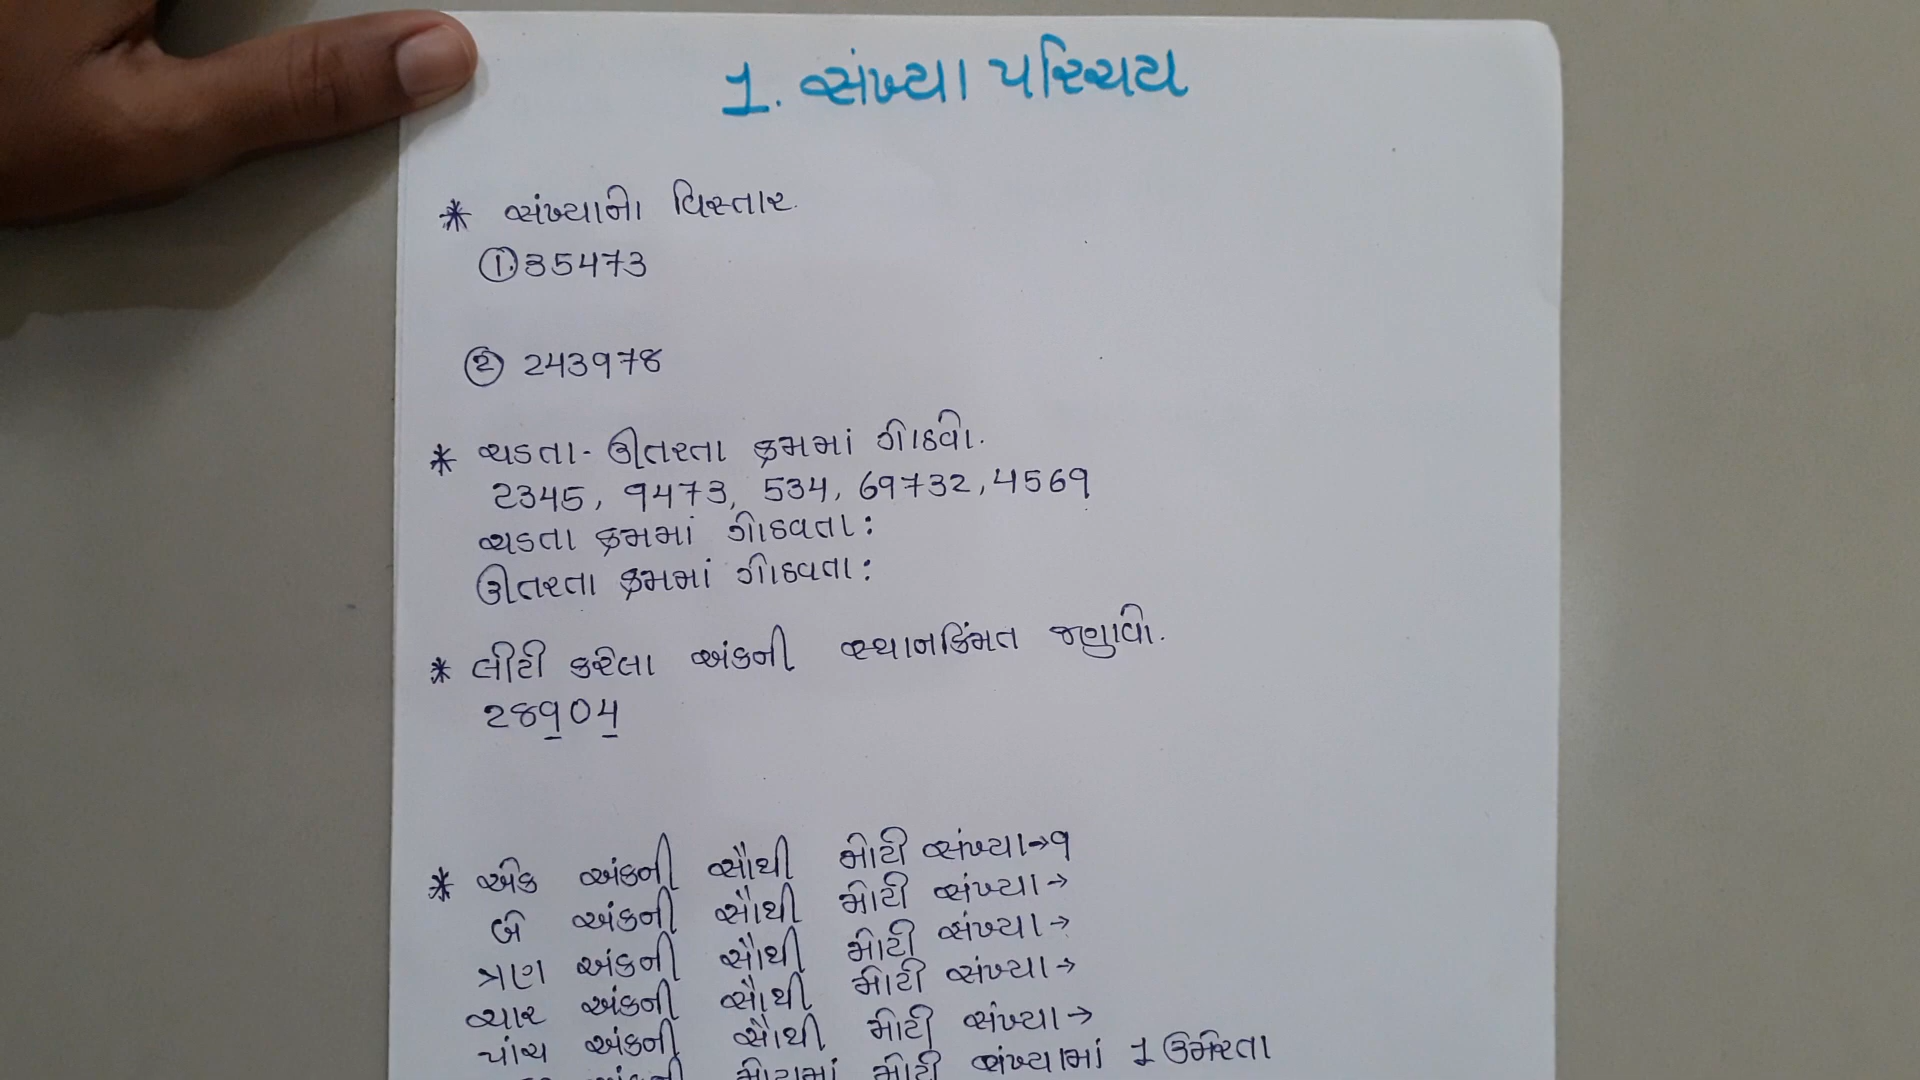 1. સંખ્યા પરિચય
* સંખ્યાનો વિસ્તાર.
① 35473
② 243978
* ચડતા - ઊતરતા ક્રમમાં ગોઠવો.
2345, 9473, 534, 69732, 4569
ચડતા ક્રમમાં ગોઠવતા :
ઊતરતા ક્રમમાં ગોઠવતા :
* લીટી કરેલા અંકની સ્થાનકિંમત જણાવો.
28904
* એક અંકની સૌથી મોટી સંખ્યા → 9
બે અંકની સૌથી મોટી સંખ્યા →
ત્રણ અંકની સૌથી મોટી સંખ્યા →
ચાર અંકની સૌથી મોટી સંખ્યા →
પાંચ અંકની સૌથી મોટી સંખ્યા →
અંકની મોટામાં મોટી સંખ્યામાં 1 ઉમેરતા